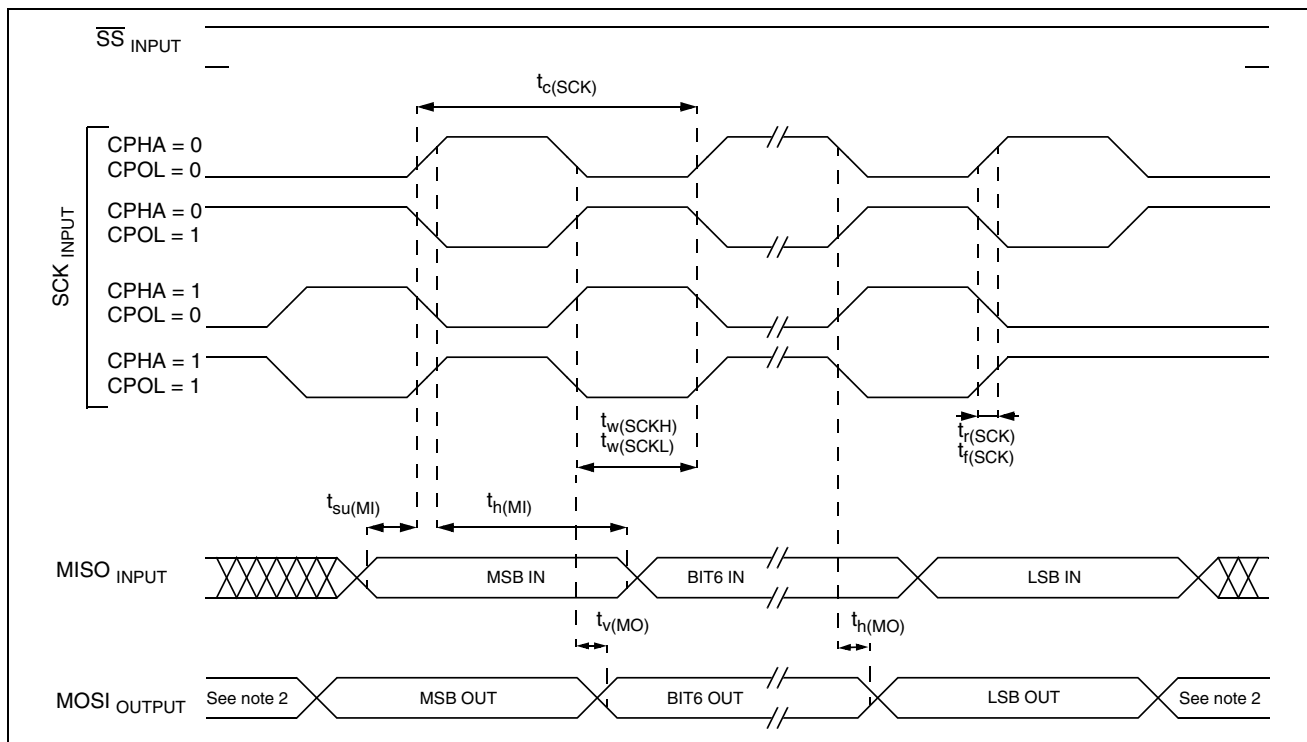 SS INPUT
tc(SCK)
SCK INPUT
CPHA = 0
CPOL = 0
CPHA = 0
CPOL = 1
CPHA = 1
CPOL = 0
CPHA = 1
CPOL = 1
tw(SCKH)
tw(SCKL)
tr(SCK)
tf(SCK)
tsu(MI)
th(MI)
MISO INPUT
MSB IN
BIT6 IN
LSB IN
tv(MO)
th(MO)
MOSI OUTPUT
See note 2
MSB OUT
BIT6 OUT
LSB OUT
See note 2